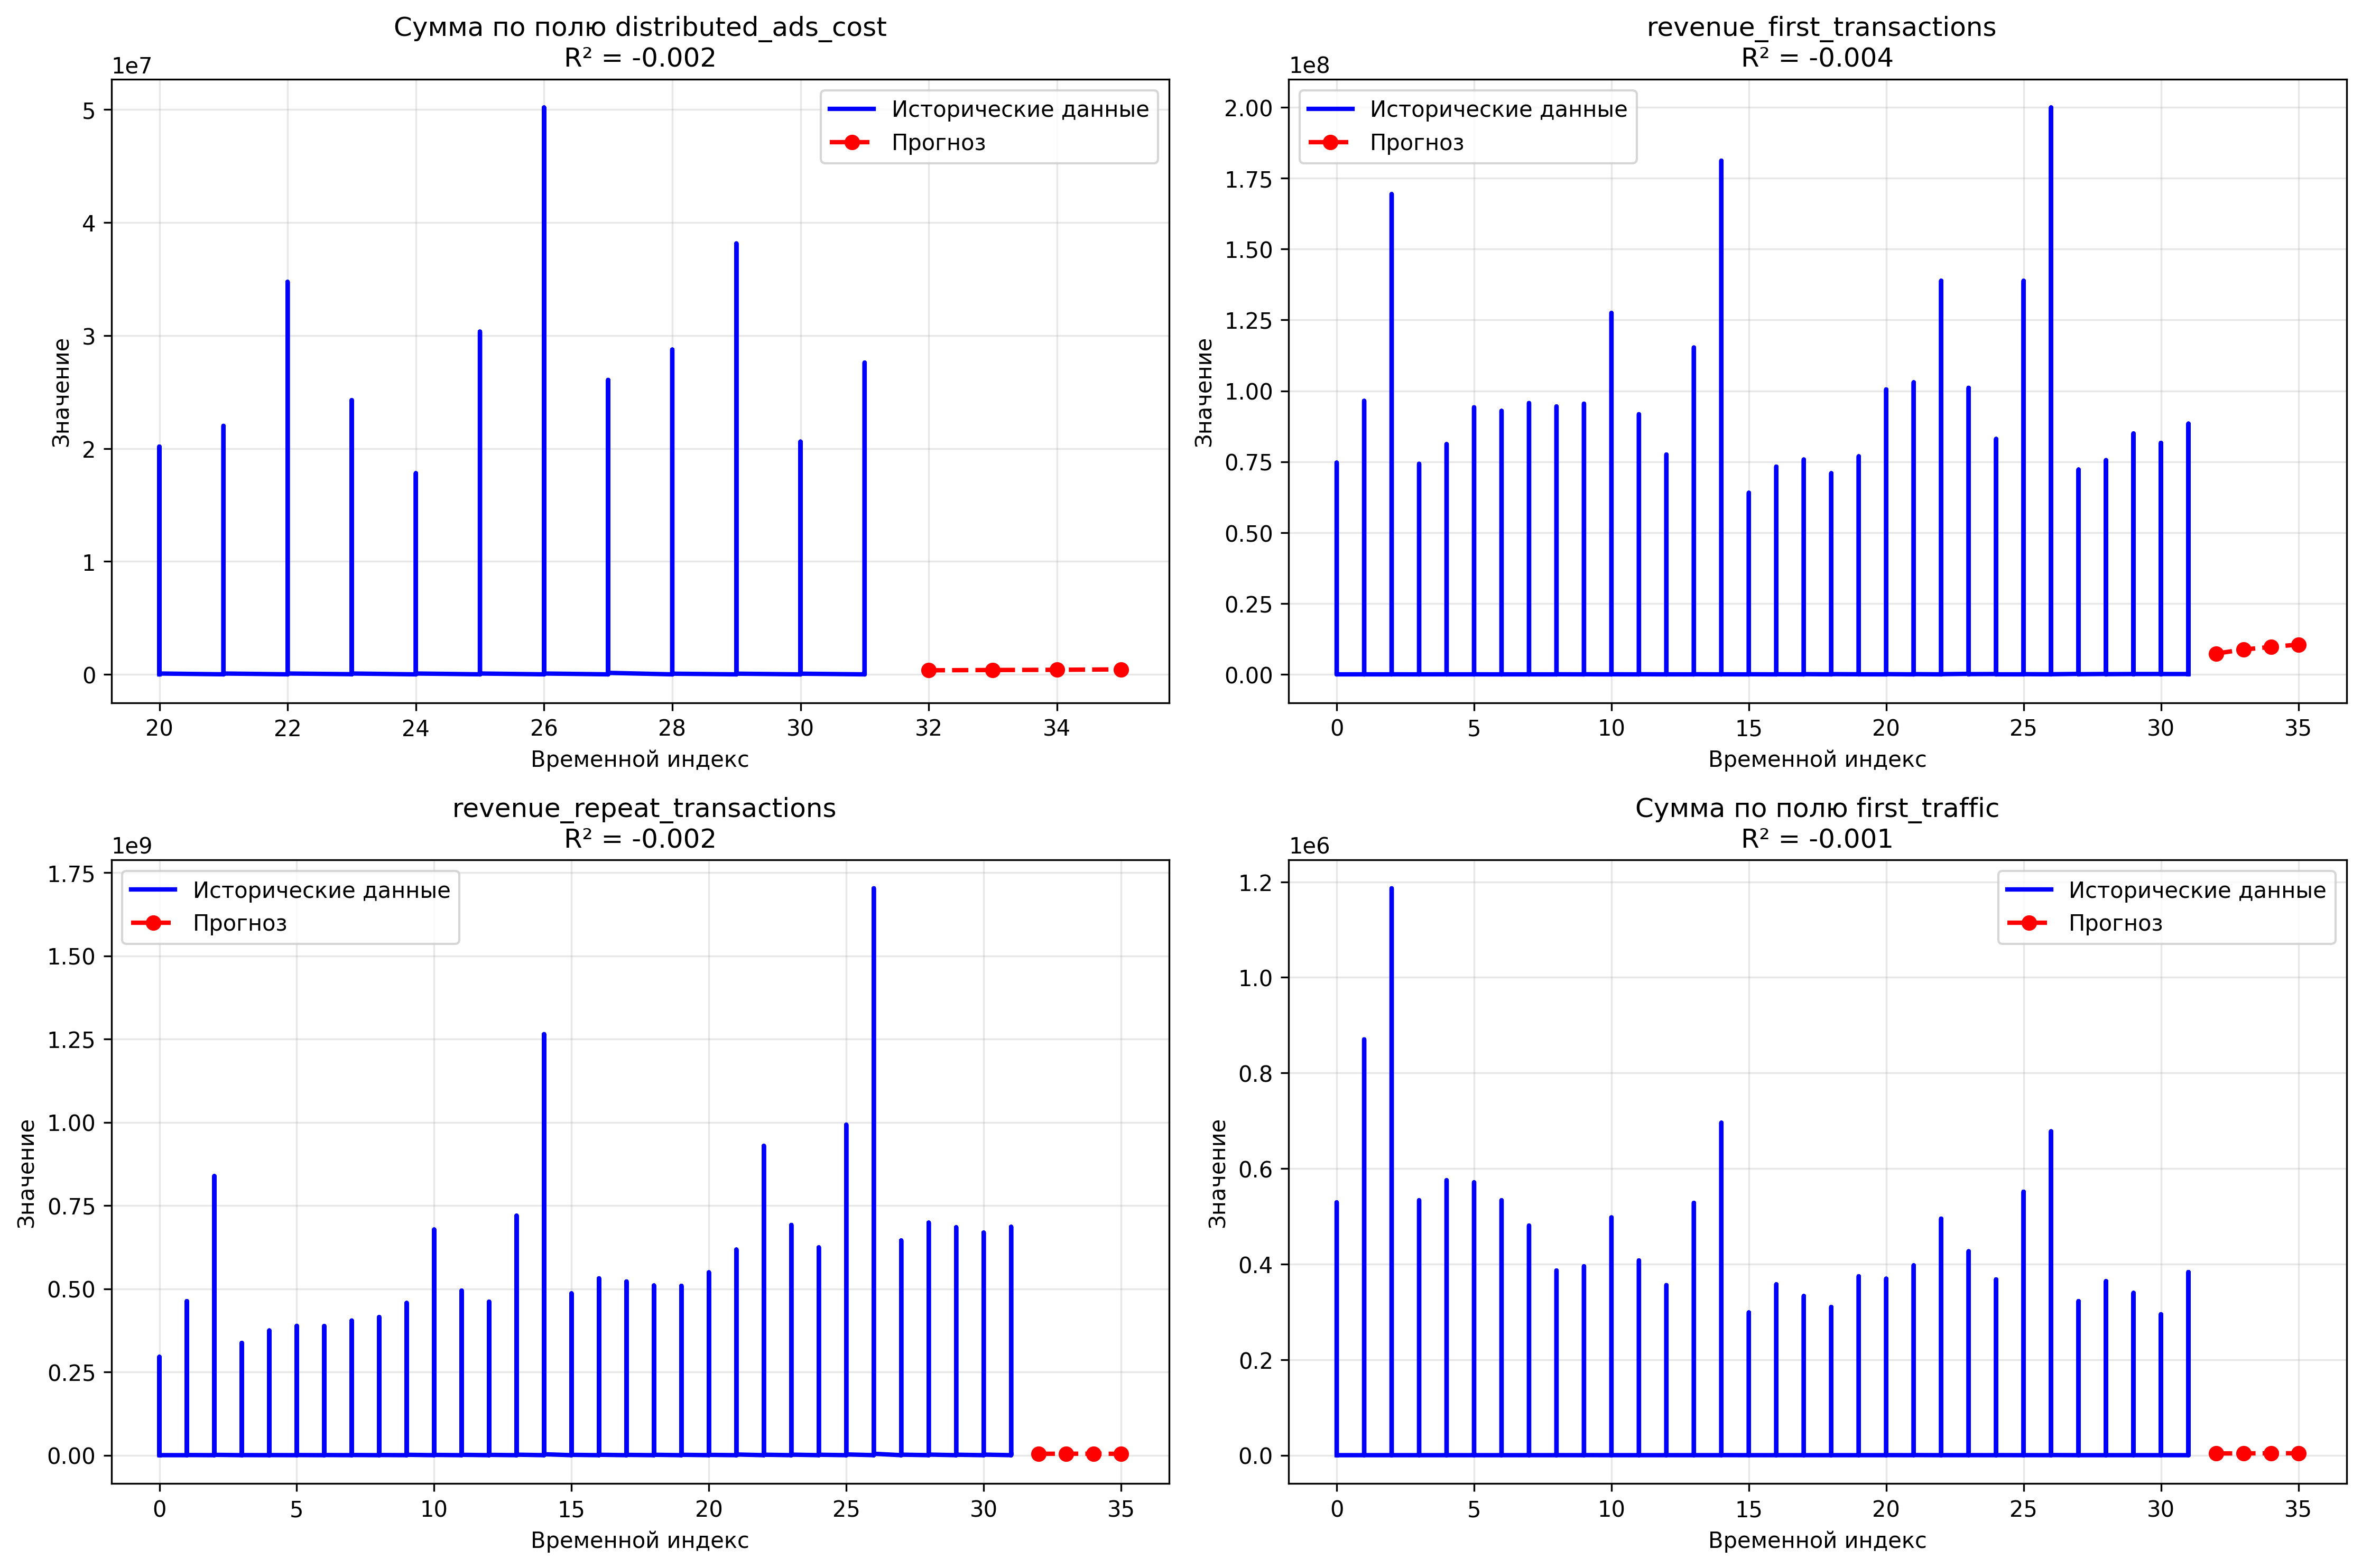 Сумма по полю distributed_ads_cost
R² = -0.002
1e7
Исторические данные
Прогноз
5
4
3
2
1
0
Значение
20 22 24 26 28 30 32 34
Временной индекс
revenue_first_transactions
R² = -0.004
1e8
Исторические данные
Прогноз
2.00
1.75
1.50
1.25
1.00
0.75
0.50
0.25
0.00
Значение
0 5 10 15 20 25 30 35
Временной индекс
revenue_repeat_transactions
R² = -0.002
1e9
Исторические данные
Прогноз
1.75
1.50
1.25
1.00
0.75
0.50
0.25
0.00
Значение
0 5 10 15 20 25 30 35
Временной индекс
Сумма по полю first_traffic
R² = -0.001
1e6
Исторические данные
Прогноз
1.2
1.0
0.8
0.6
0.4
0.2
0.0
Значение
0 5 10 15 20 25 30 35
Временной индекс